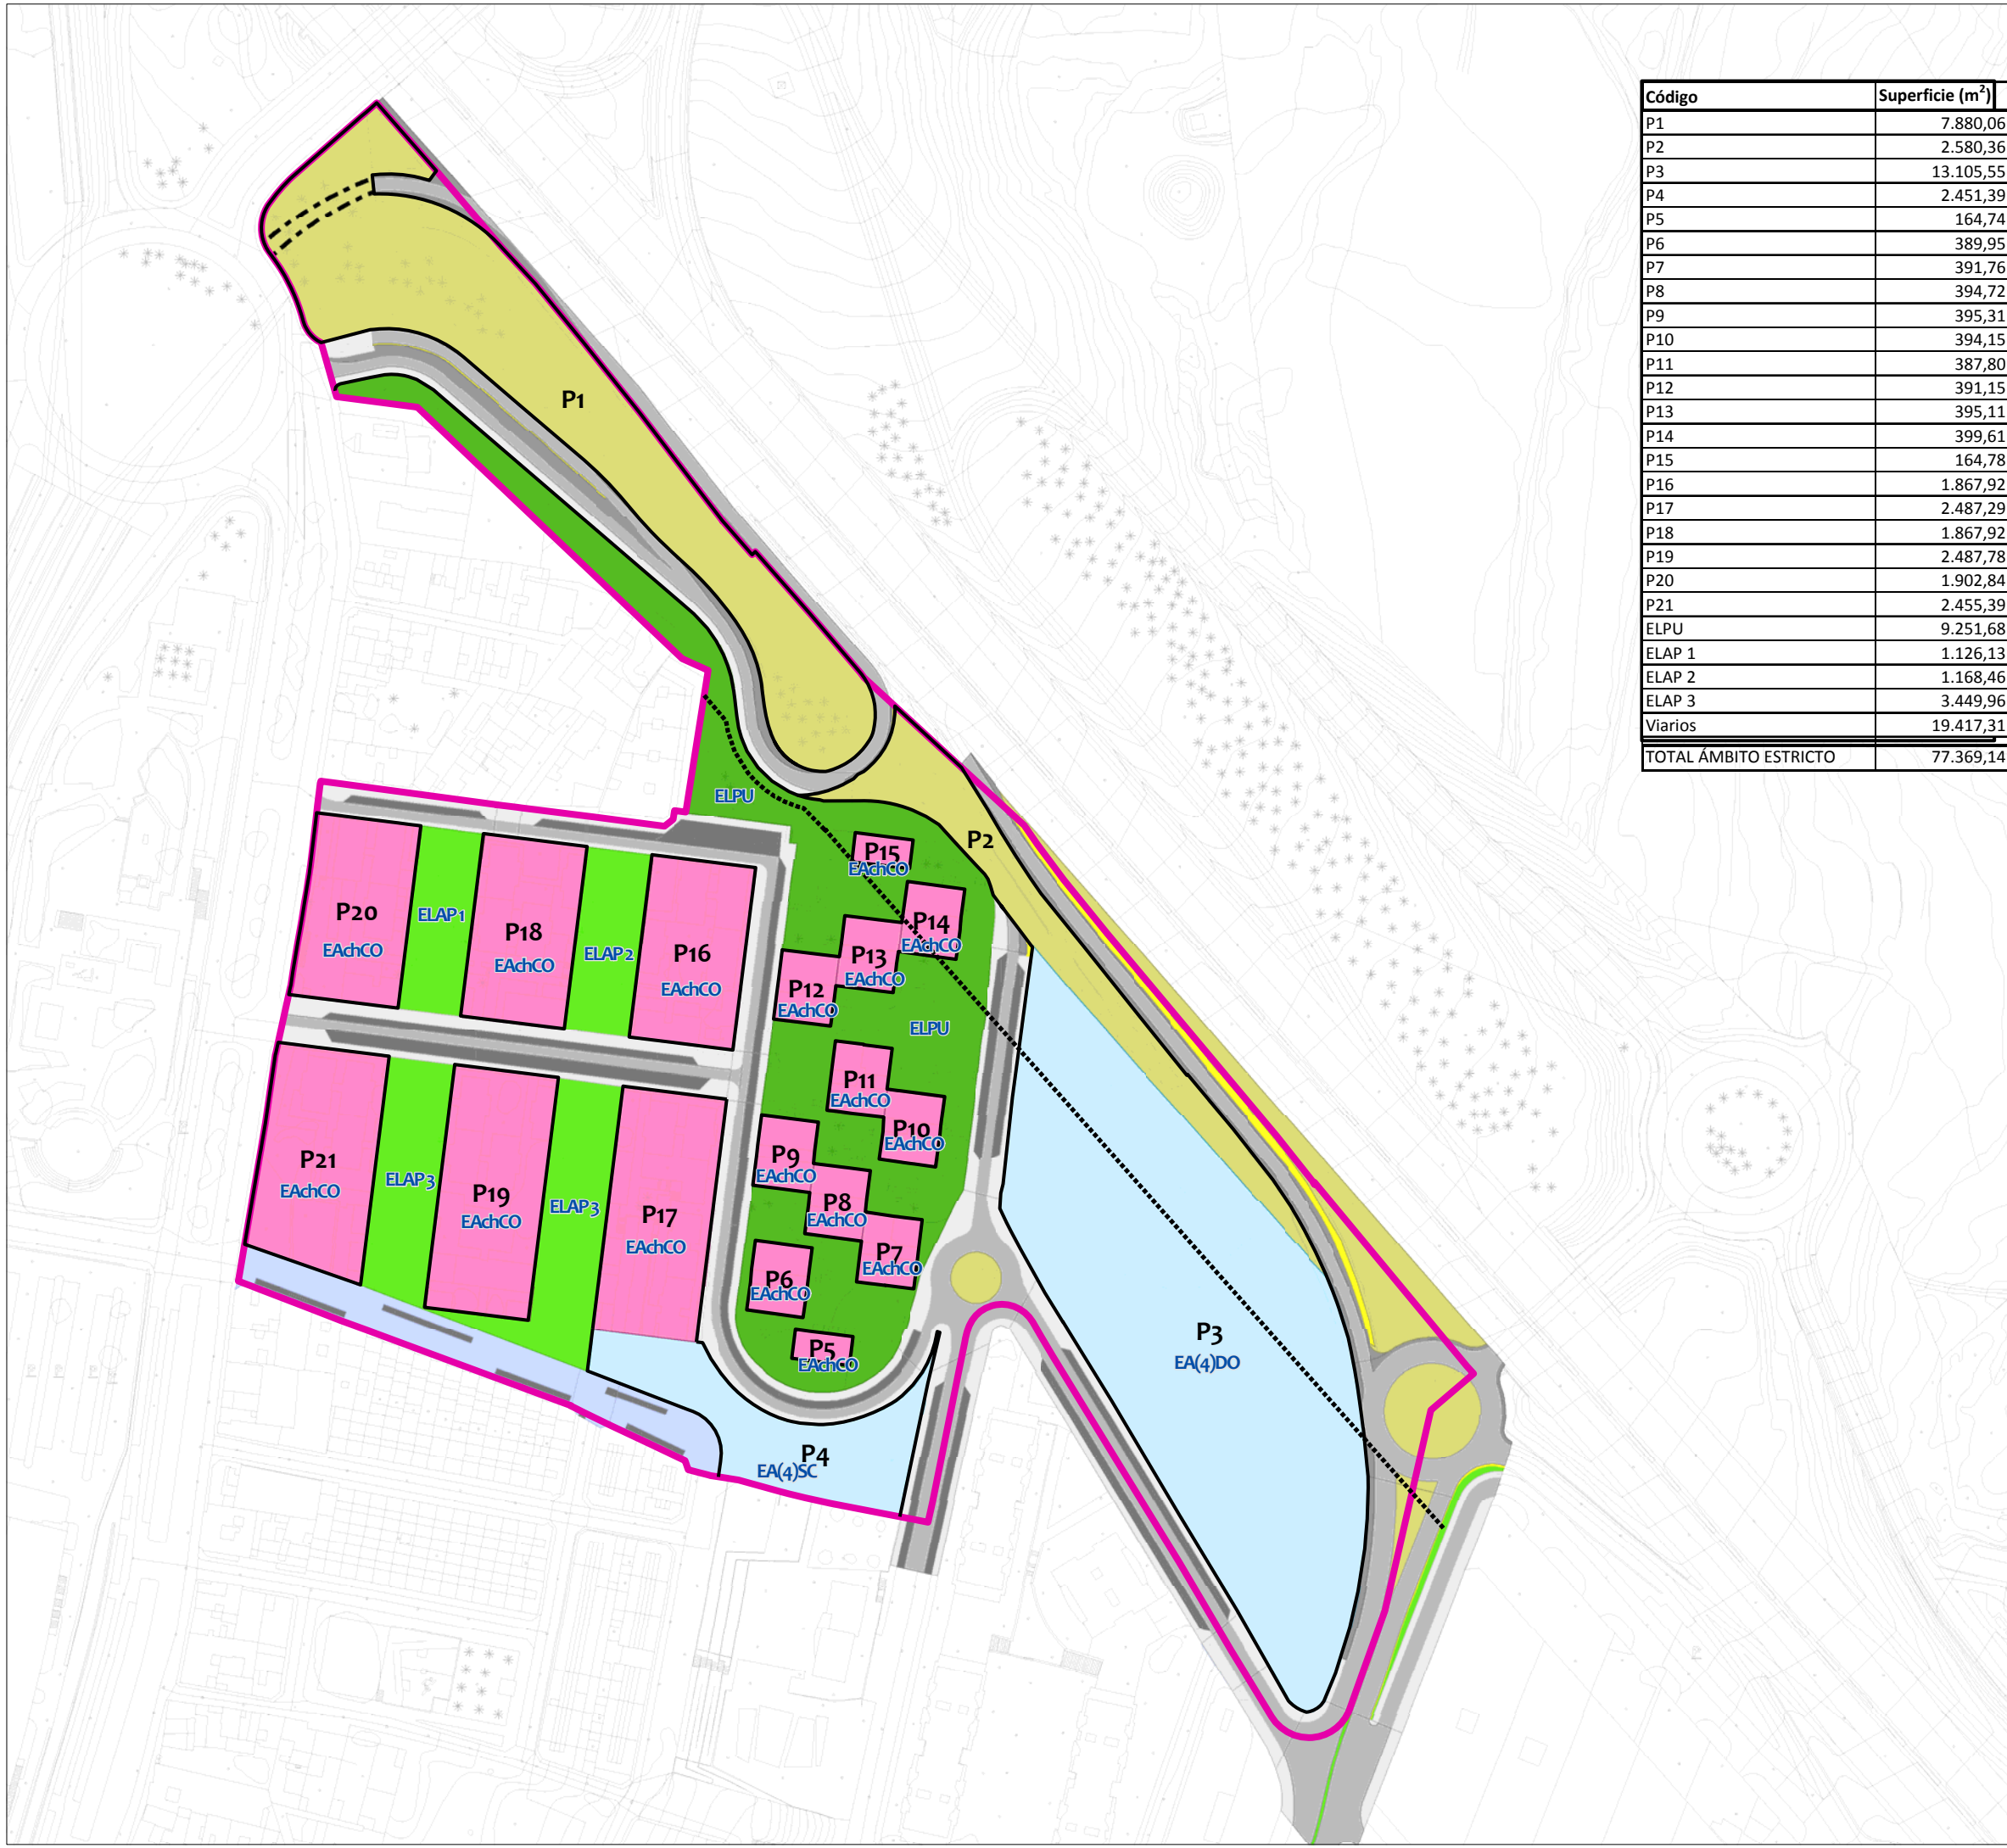 Código Superficie (m²)
P1 7.880,06
P2 2.580,36
P3 13.105,55
P4 2.451,39
P5 164,74
P6 389,95
P7 391,76
P8 394,72
P9 395,31
P10 394,15
P11 387,80
P12 391,15
P13 395,11
P14 399,61
P15 164,78
P16 1.867,92
P17 2.487,29
P18 1.867,92
P19 2.487,78
P20 1.902,84
P21 2.455,39
ELPU 9.251,68
ELAP 1 1.126,13
ELAP 2 1.168,46
ELAP 3 3.449,96
Viarios 19.417,31
TOTAL ÁMBITO ESTRICTO 77.369,14
P1
ELPU
P2
P15
EAchCO
P14
EAchCO
P13
EAchCO
P12
EAchCO
P20
EAchCO
ELAP1
P18
EAchCO
ELAP2
P16
EAchCO
ELPU
P11
EAchCO
P10
EAchCO
P9
EAchCO
P8
EAchCO
P7
EAchCO
P6
EAchCO
P5
EAchCO
P21
EAchCO
ELAP3
P19
EAchCO
ELAP3
P17
EAchCO
P3
EA(4)DO
P4
EA(4)SC